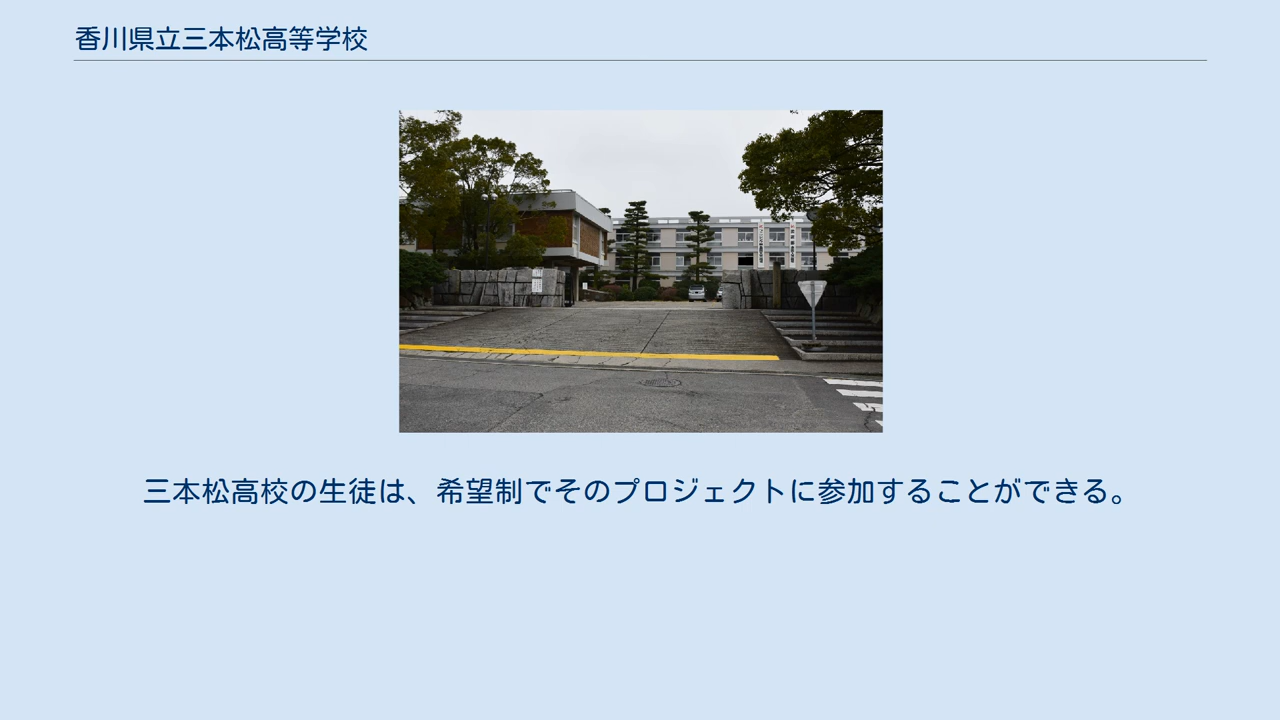 香川県立三本松高等学校
三本松高校の生徒は、希望制でそのプロジェクトに参加することができる。